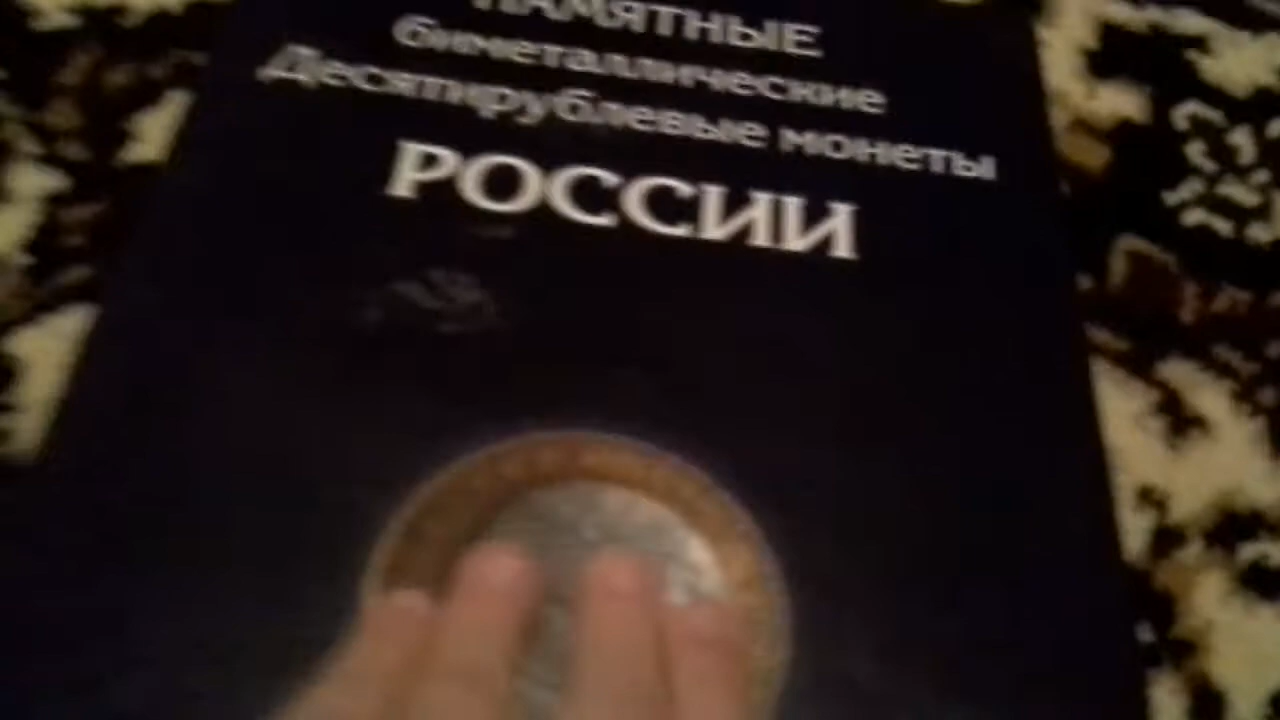 ПАМЯТНЫЕ
биметаллические
Десятирублевые монеты
РОССИИ